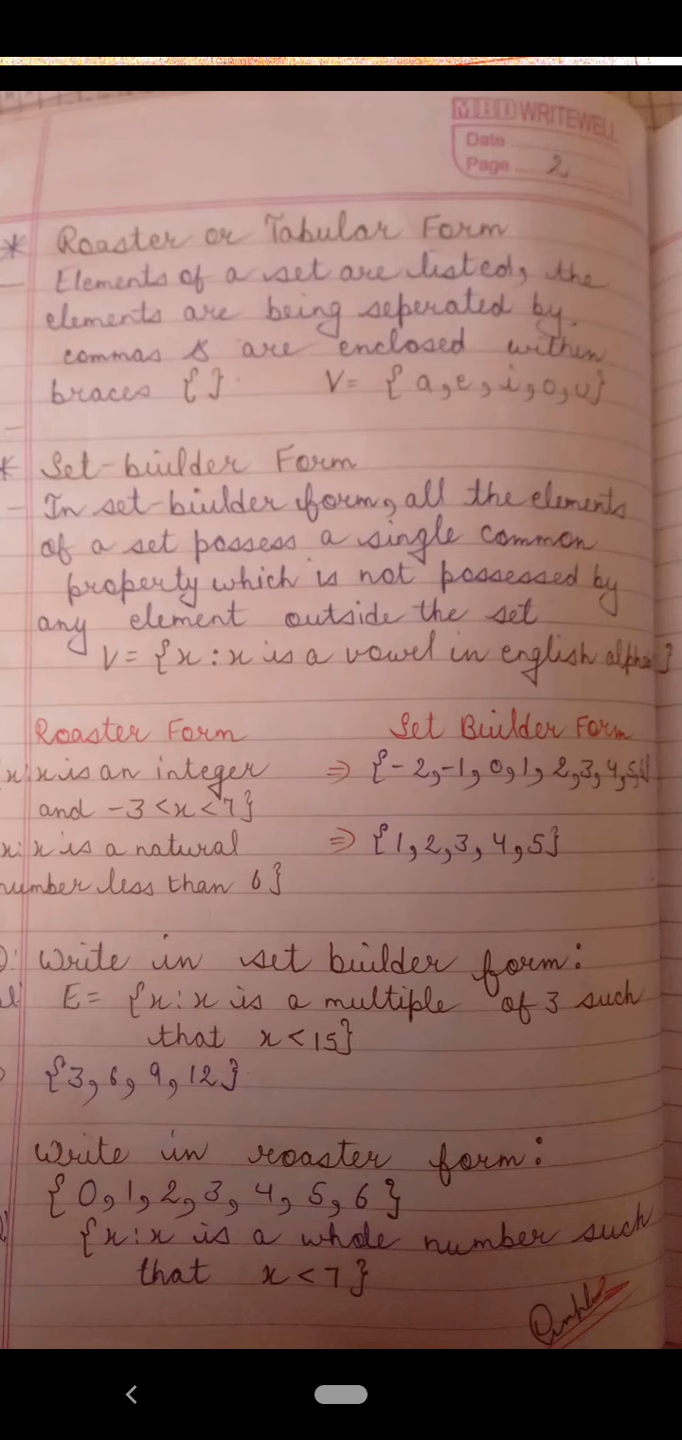 MBD WRITEWELL
Date
Page 2
* Roaster or Tabular Form
– Elements of a set are listed, the
elements are being seperated by
commas & are enclosed within
braces {}. V= {a,e,i,o,u}
–
* Set-builder Form
– In set-builder form, all the elements
of a set possess a single common
property which is not possessed by
any element outside the set
V= {x:x is a vowel in english }
Roaster Form Set Builder Form
x:x is an integer ⇒ {-2,-1,0,1,2,3,4,5,
and -3<x<7}
x:x is a natural ⇒ {1,2,3,4,5}
number less than 6}
Write in set builder form:
E= {x:x is a multiple of 3 such
that x<15}
{3,6,9,12}
Write in roaster form:
{0,1,2,3,4,5,6}
{x:x is a whole number such
that x<7}